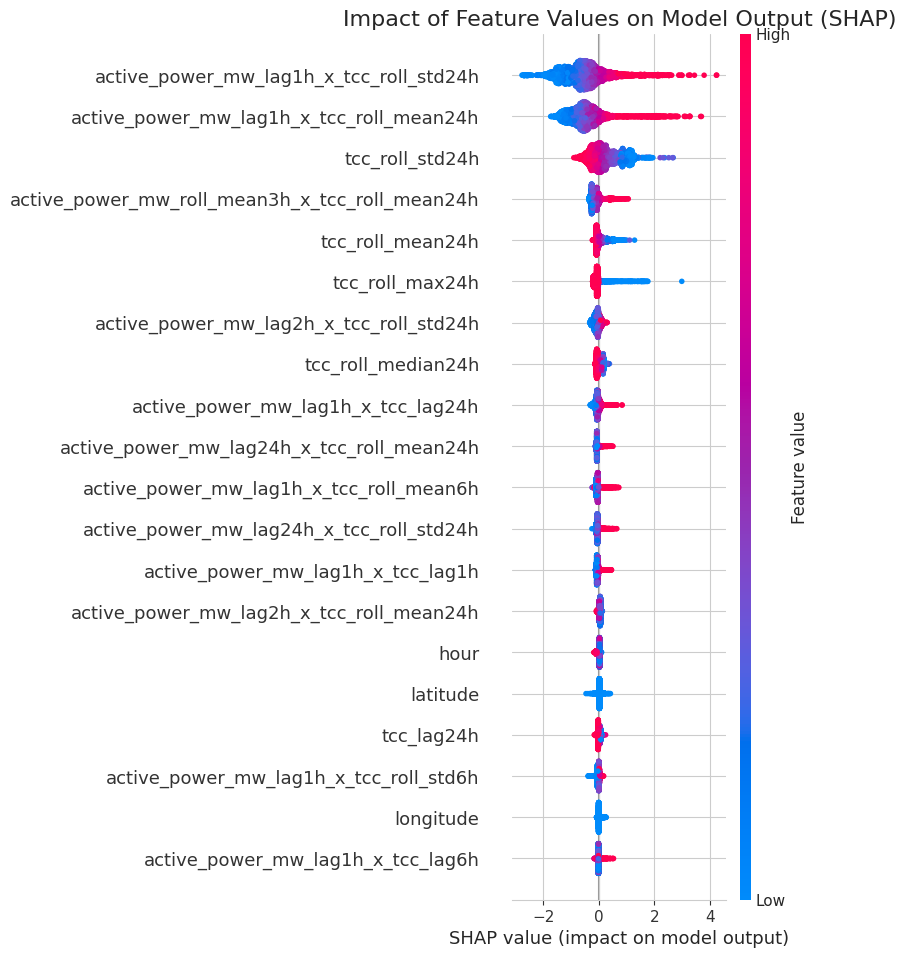 Impact of Feature Values on Model Output (SHAP)
High
active_power_mw_lag1h_x_tcc_roll_std24h
active_power_mw_lag1h_x_tcc_roll_mean24h
tcc_roll_std24h
active_power_mw_roll_mean3h_x_tcc_roll_mean24h
tcc_roll_mean24h
tcc_roll_max24h
active_power_mw_lag2h_x_tcc_roll_std24h
tcc_roll_median24h
active_power_mw_lag1h_x_tcc_lag24h
active_power_mw_lag24h_x_tcc_roll_mean24h
active_power_mw_lag1h_x_tcc_roll_mean6h
active_power_mw_lag24h_x_tcc_roll_std24h
active_power_mw_lag1h_x_tcc_lag1h
active_power_mw_lag2h_x_tcc_roll_mean24h
hour
latitude
tcc_lag24h
active_power_mw_lag1h_x_tcc_roll_std6h
longitude
active_power_mw_lag1h_x_tcc_lag6h
Feature value
Low
−2 0 2 4
SHAP value (impact on model output)